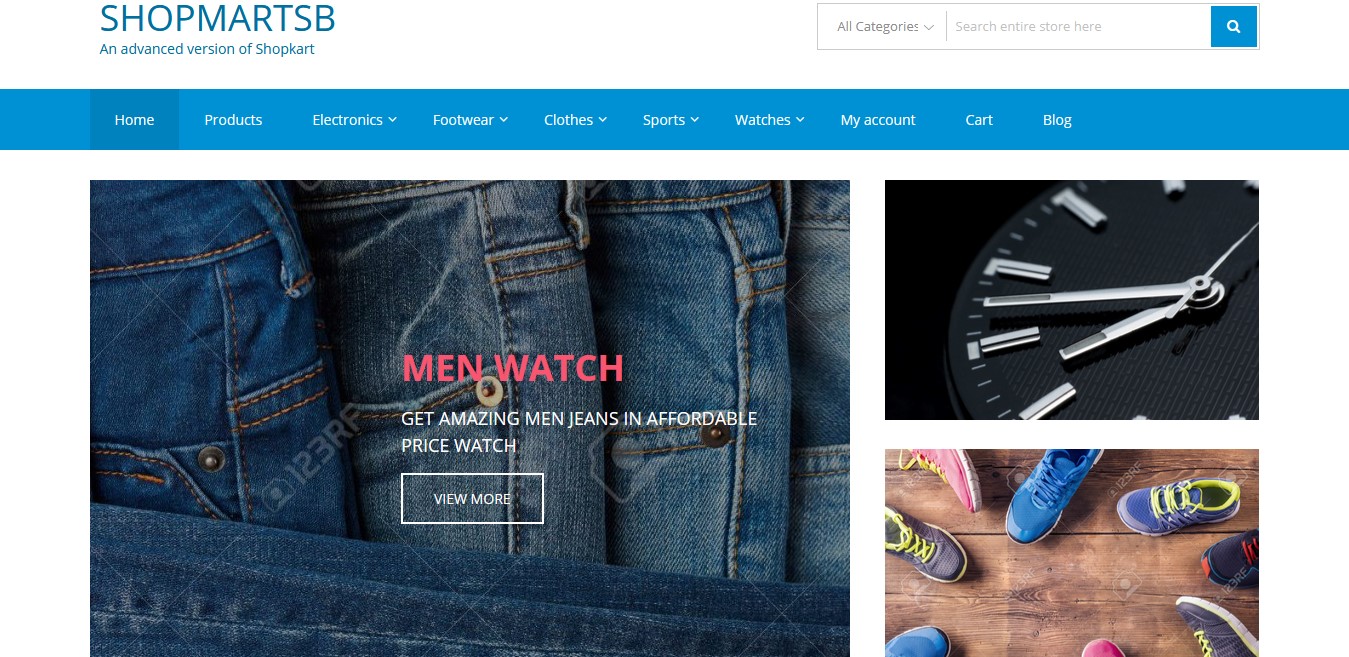 SHOPMARTSB
An advanced version of Shopkart
All Categories
Search entire store here
Home Products Electronics Footwear Clothes Sports Watches My account Cart Blog
MEN WATCH
GET AMAZING MEN JEANS IN AFFORDABLE
PRICE WATCH
VIEW MORE
123RF
123RF
123RF
123RF